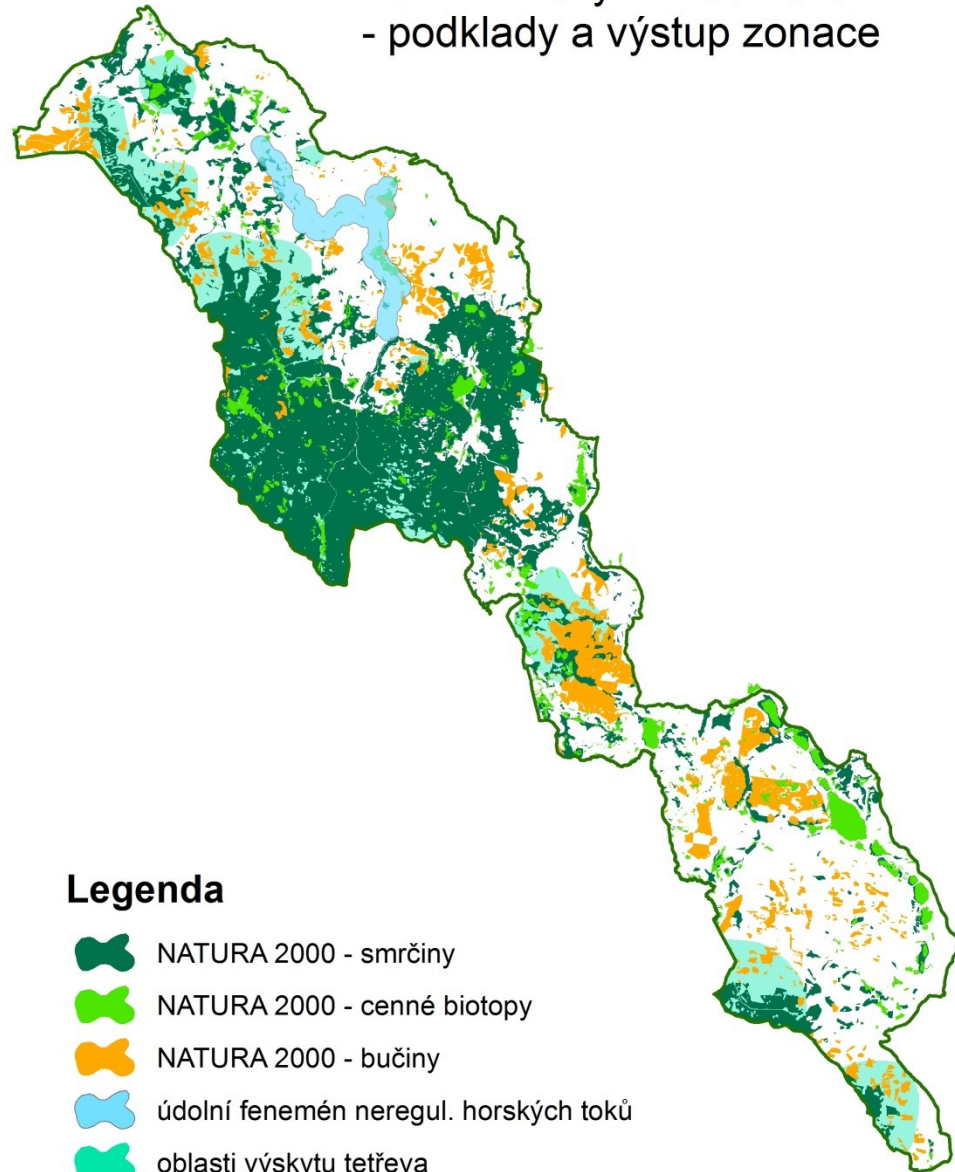 - podklady a výstup zonace
Legenda
NATURA 2000 - smrčiny
NATURA 2000 - cenné biotopy
NATURA 2000 - bučiny
údolní fenemén neregul. horských toků
oblasti výskytu tetřeva